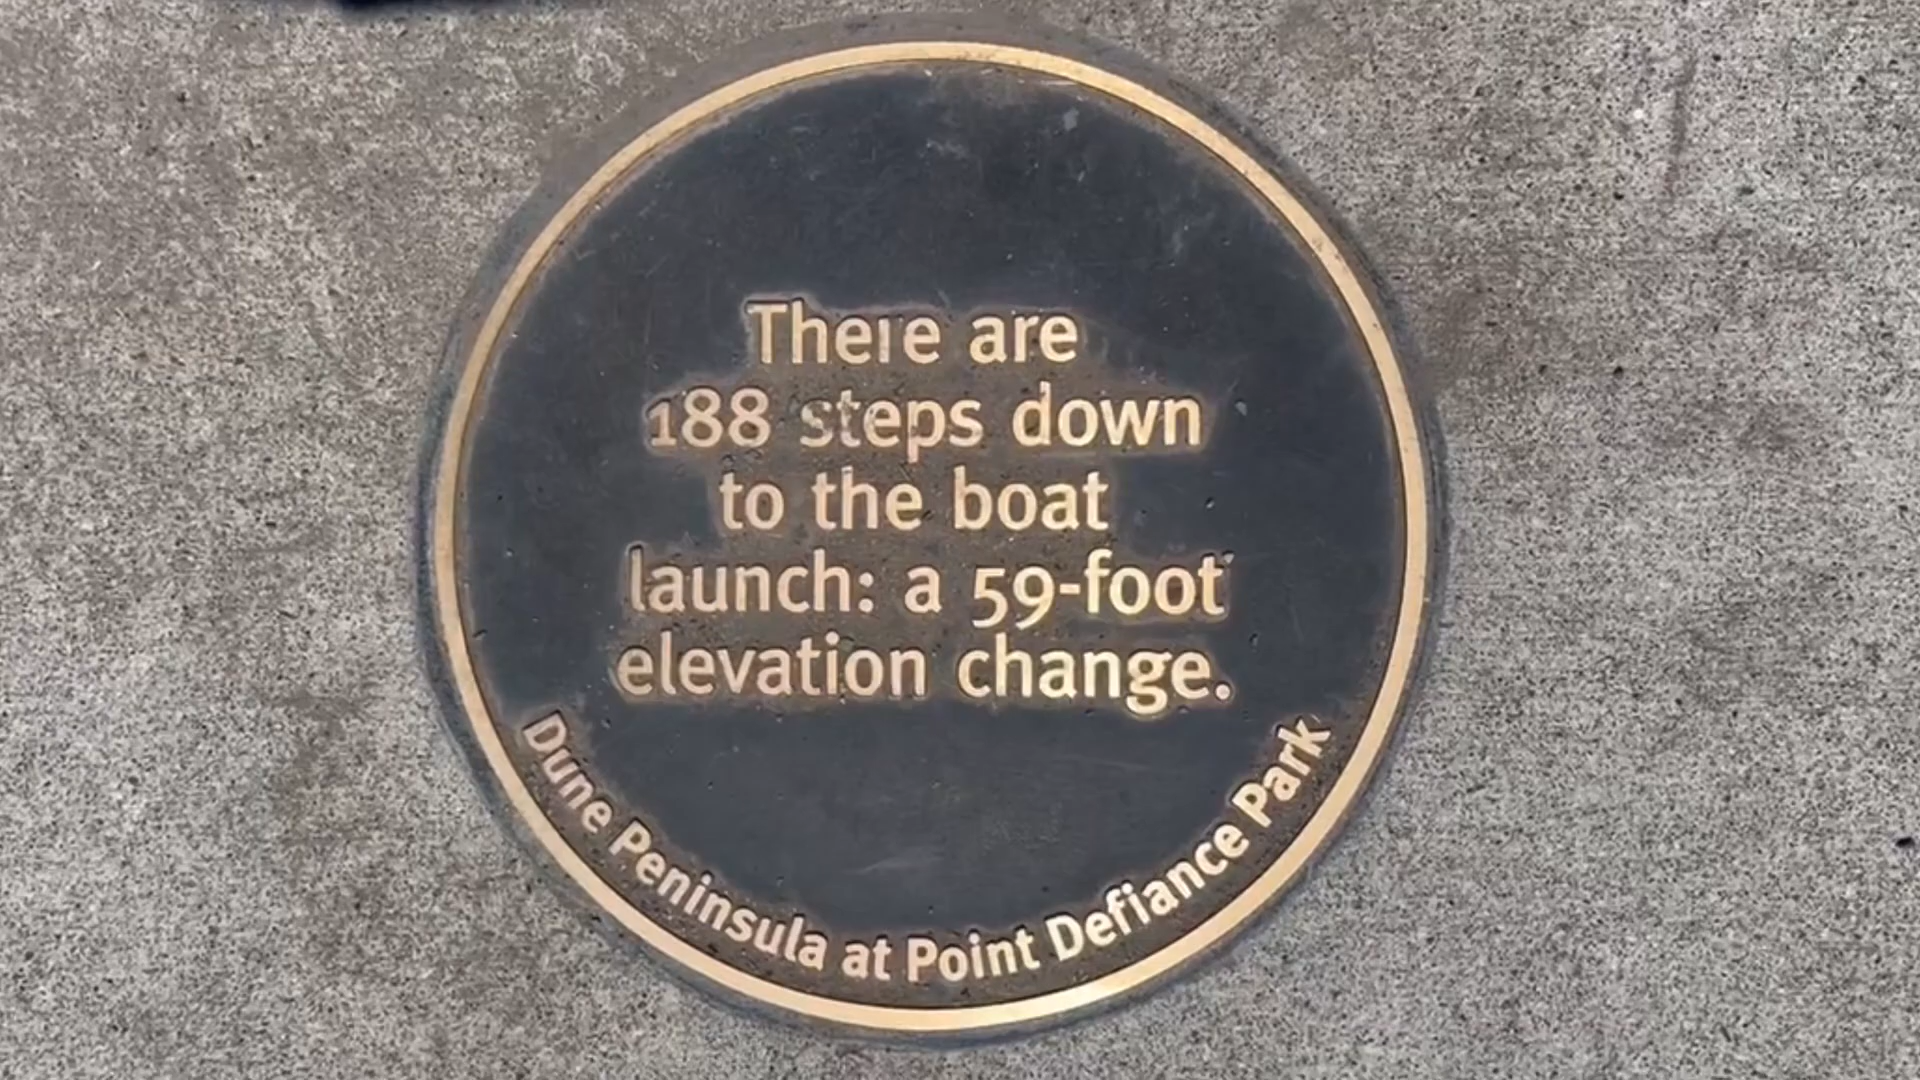 There are
188 steps down
to the boat
launch: a 59-foot
elevation change.
Dune Peninsula at Point Defiance Park